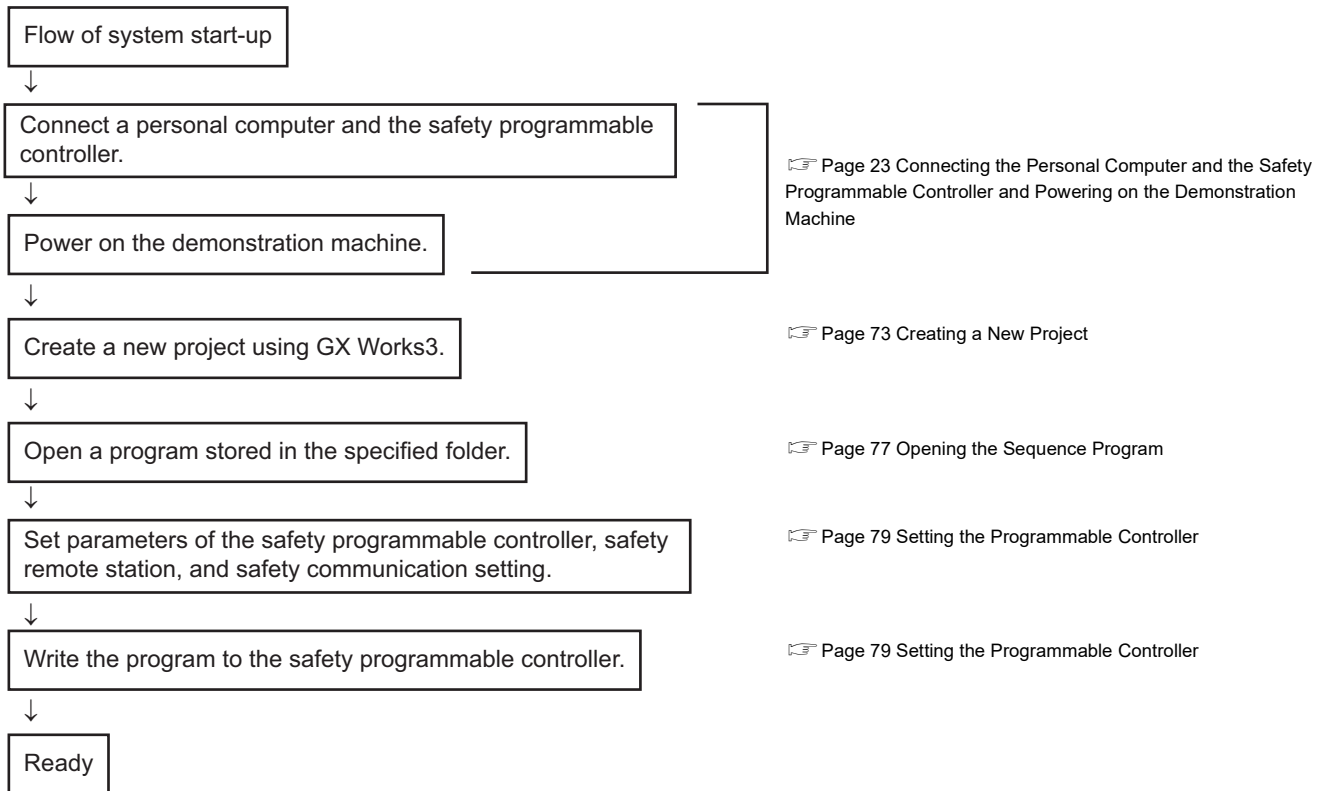 Flow of system start-up
↓
Connect a personal computer and the safety programmable
controller.
☞ Page 23 Connecting the Personal Computer and the Safety
Programmable Controller and Powering on the Demonstration
Machine
↓
Power on the demonstration machine.
↓
Create a new project using GX Works3.
☞ Page 73 Creating a New Project
↓
Open a program stored in the specified folder.
☞ Page 77 Opening the Sequence Program
↓
Set parameters of the safety programmable controller, safety
remote station, and safety communication setting.
☞ Page 79 Setting the Programmable Controller
↓
Write the program to the safety programmable controller.
☞ Page 79 Setting the Programmable Controller
↓
Ready